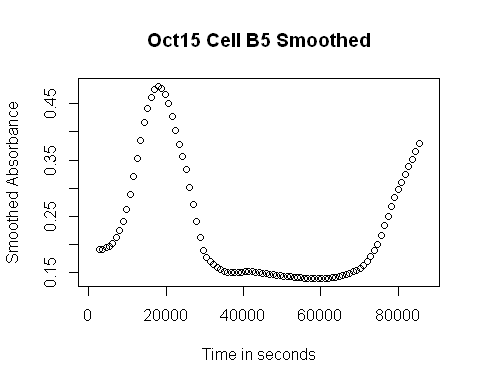 Oct15 Cell B5 Smoothed
Smoothed Absorbance
0.45
0.35
0.25
0.15
0 20000 40000 60000 80000
Time in seconds